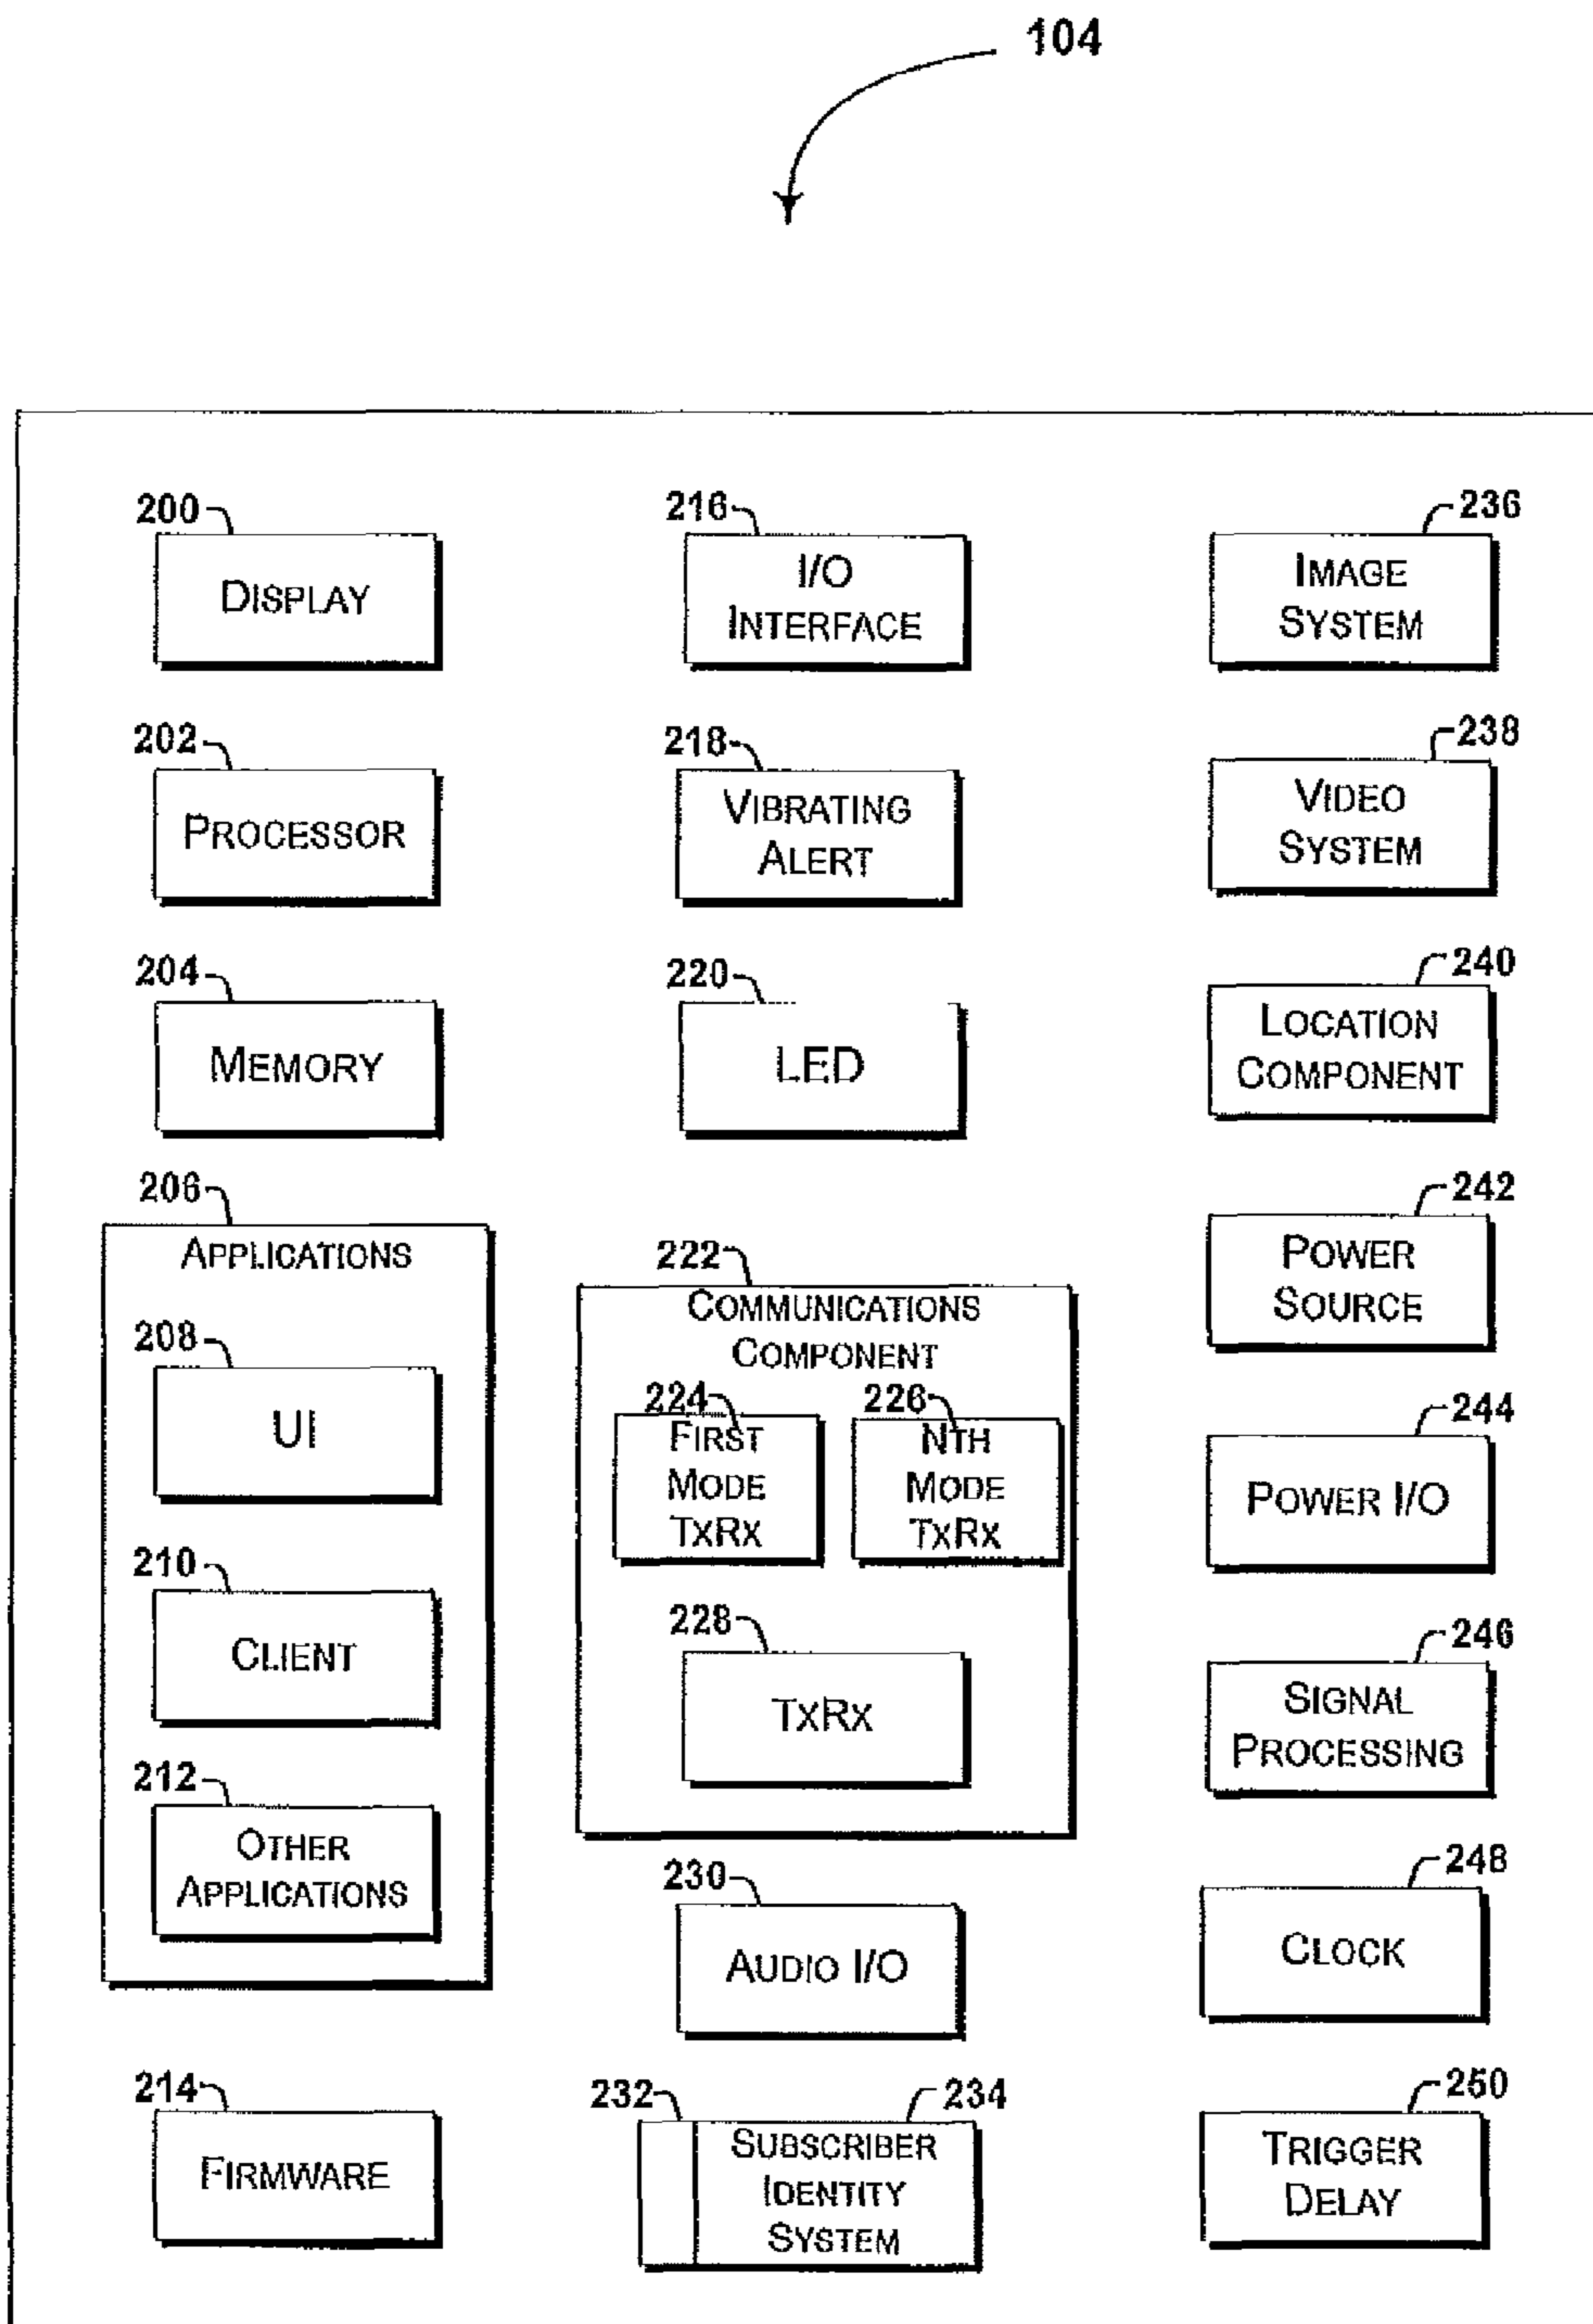 104
200
DISPLAY
202
PROCESSOR
204
MEMORY
206
APPLICATIONS
208
UI
210
CLIENT
212
OTHER
APPLICATIONS
214
FIRMWARE
216
I/O
INTERFACE
218
VIBRATING
ALERT
220
LED
222
COMMUNICATIONS
COMPONENT
224
FIRST
MODE
TXRX
226
NTH
MODE
TXRX
228
TXRX
230
AUDIO I/O
232
234
SUBSCRIBER
IDENTITY
SYSTEM
236
IMAGE
SYSTEM
238
VIDEO
SYSTEM
240
LOCATION
COMPONENT
242
POWER
SOURCE
244
POWER I/O
246
SIGNAL
PROCESSING
248
CLOCK
250
TRIGGER
DELAY